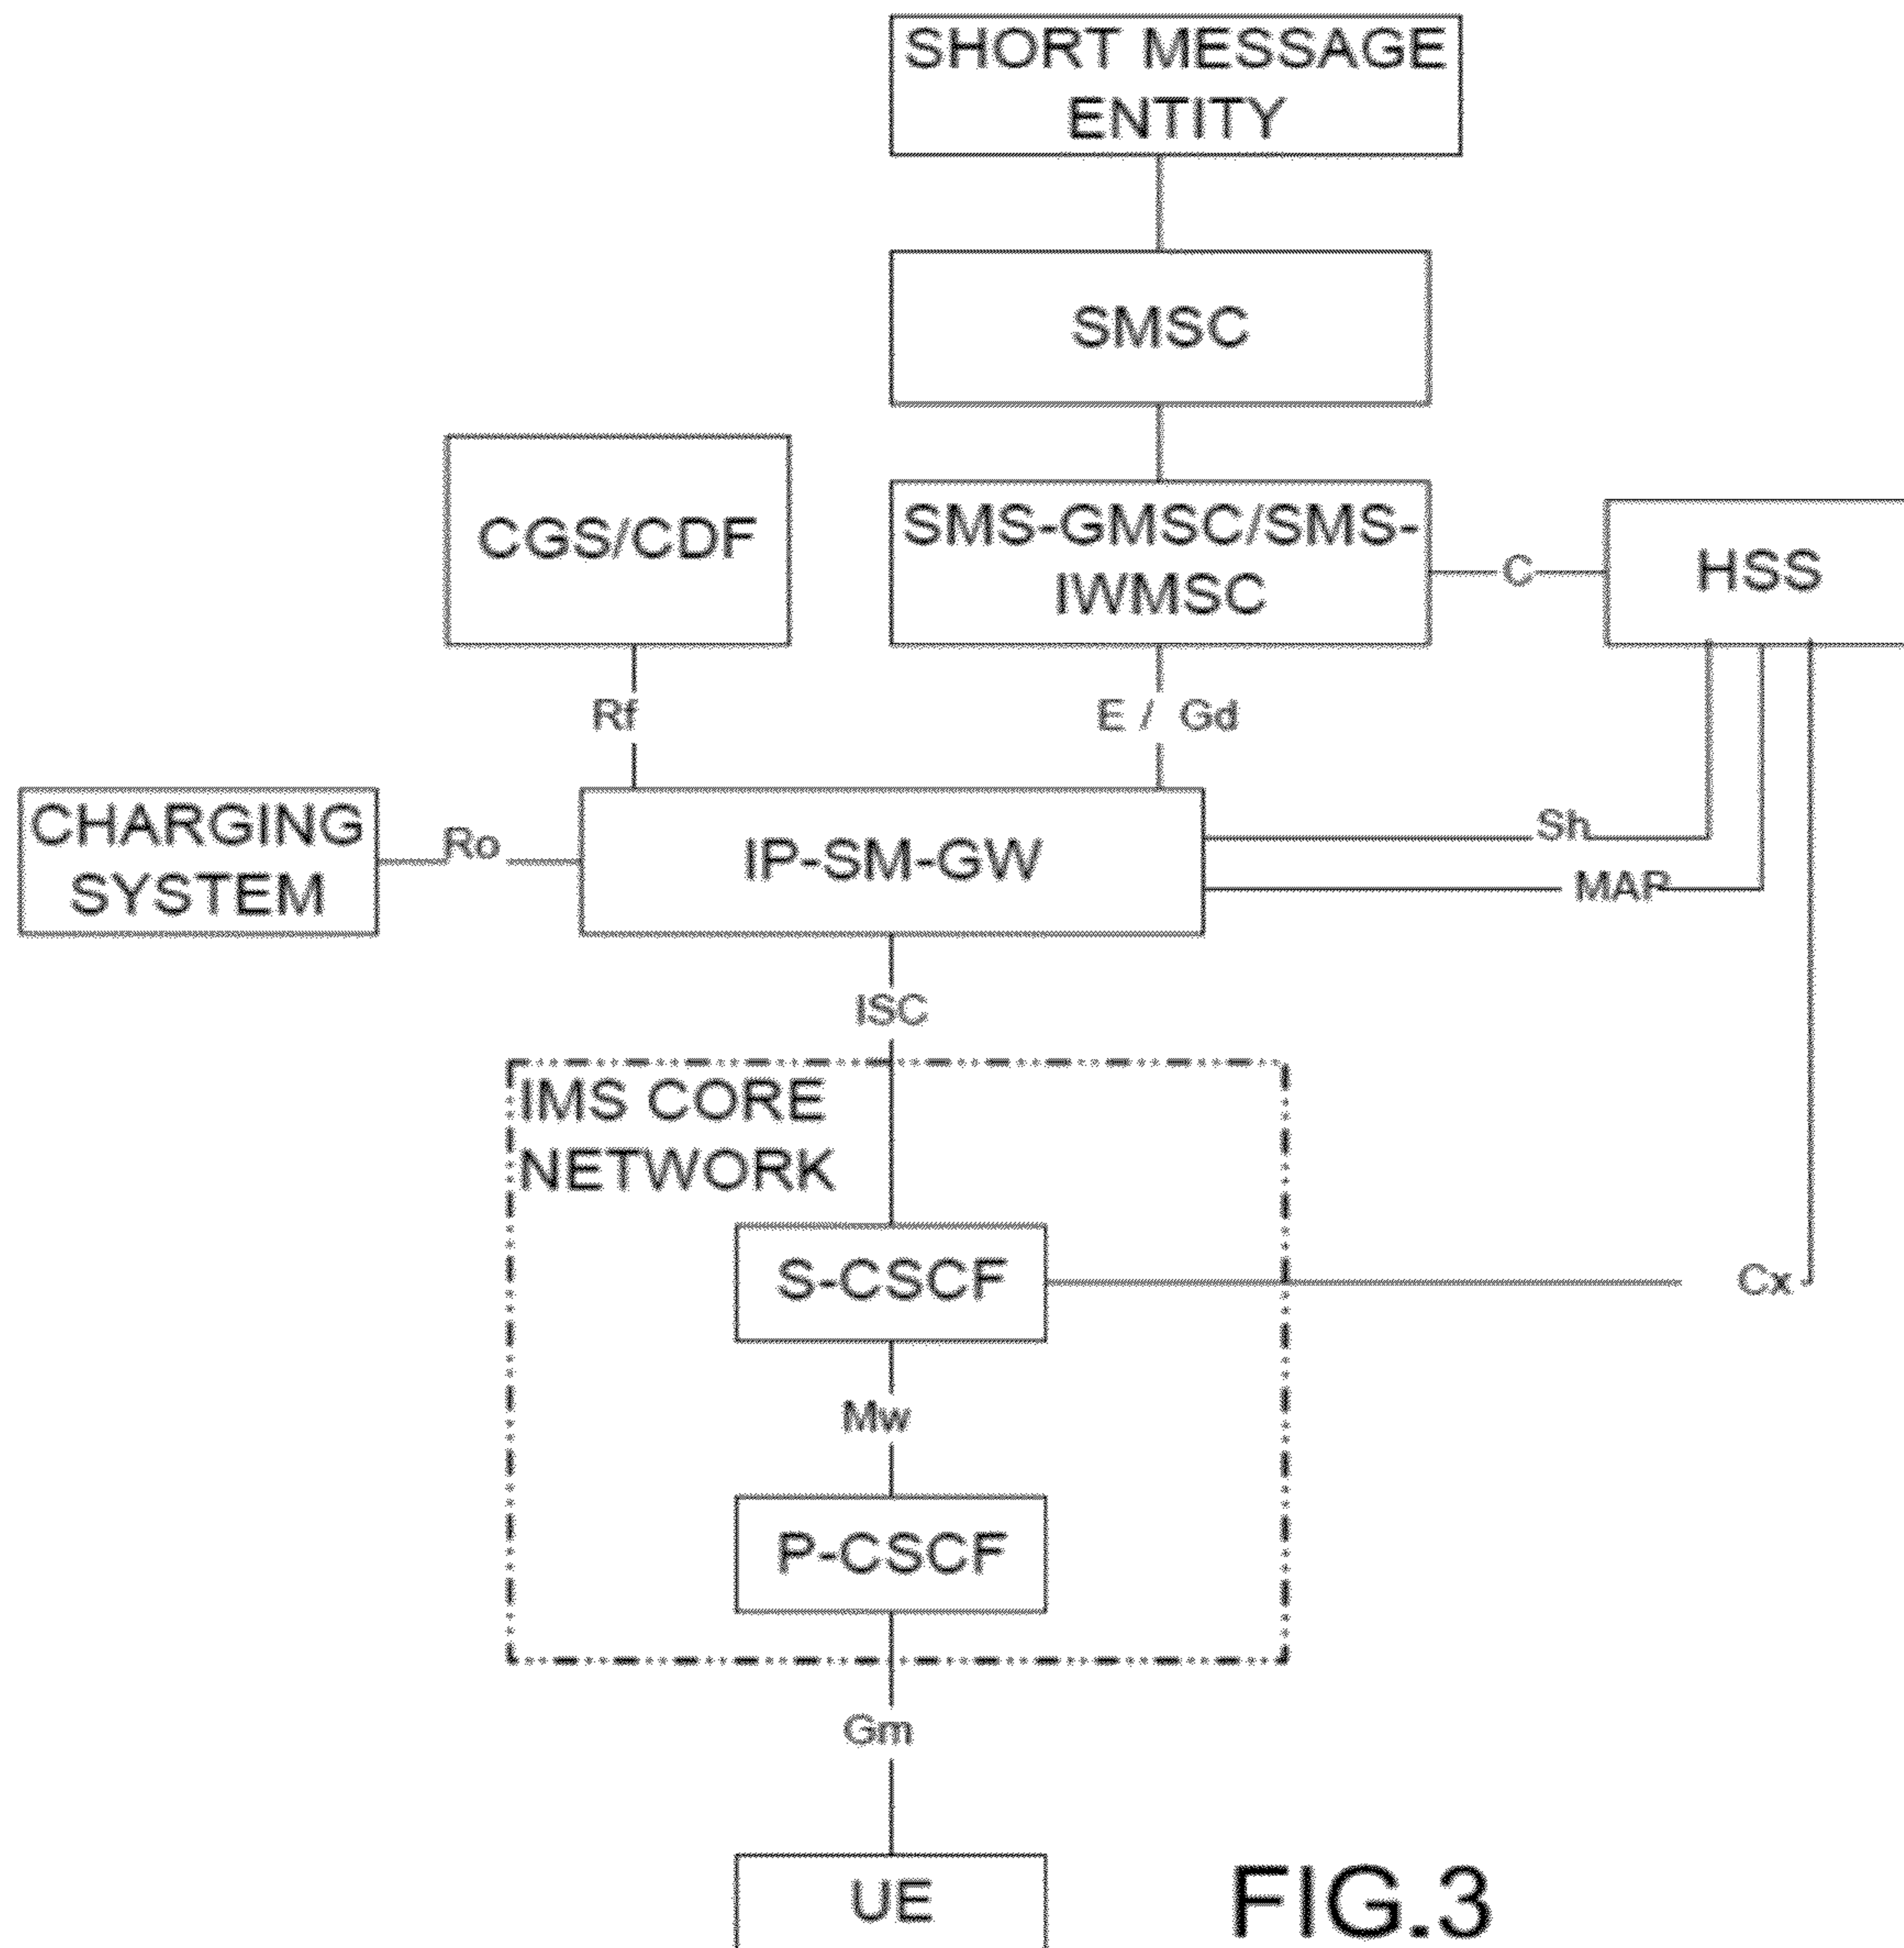 SHORT MESSAGE
ENTITY
SMSC
CGS/CDF
SMS-GMSC/SMS-
IWMSC
C
HSS
Rf
E / Gd
CHARGING
SYSTEM
Ro
IP-SM-GW
Sh
MAP
ISC
IMS CORE
NETWORK
S-CSCF
Cx
Mw
P-CSCF
Gm
UE
FIG.3